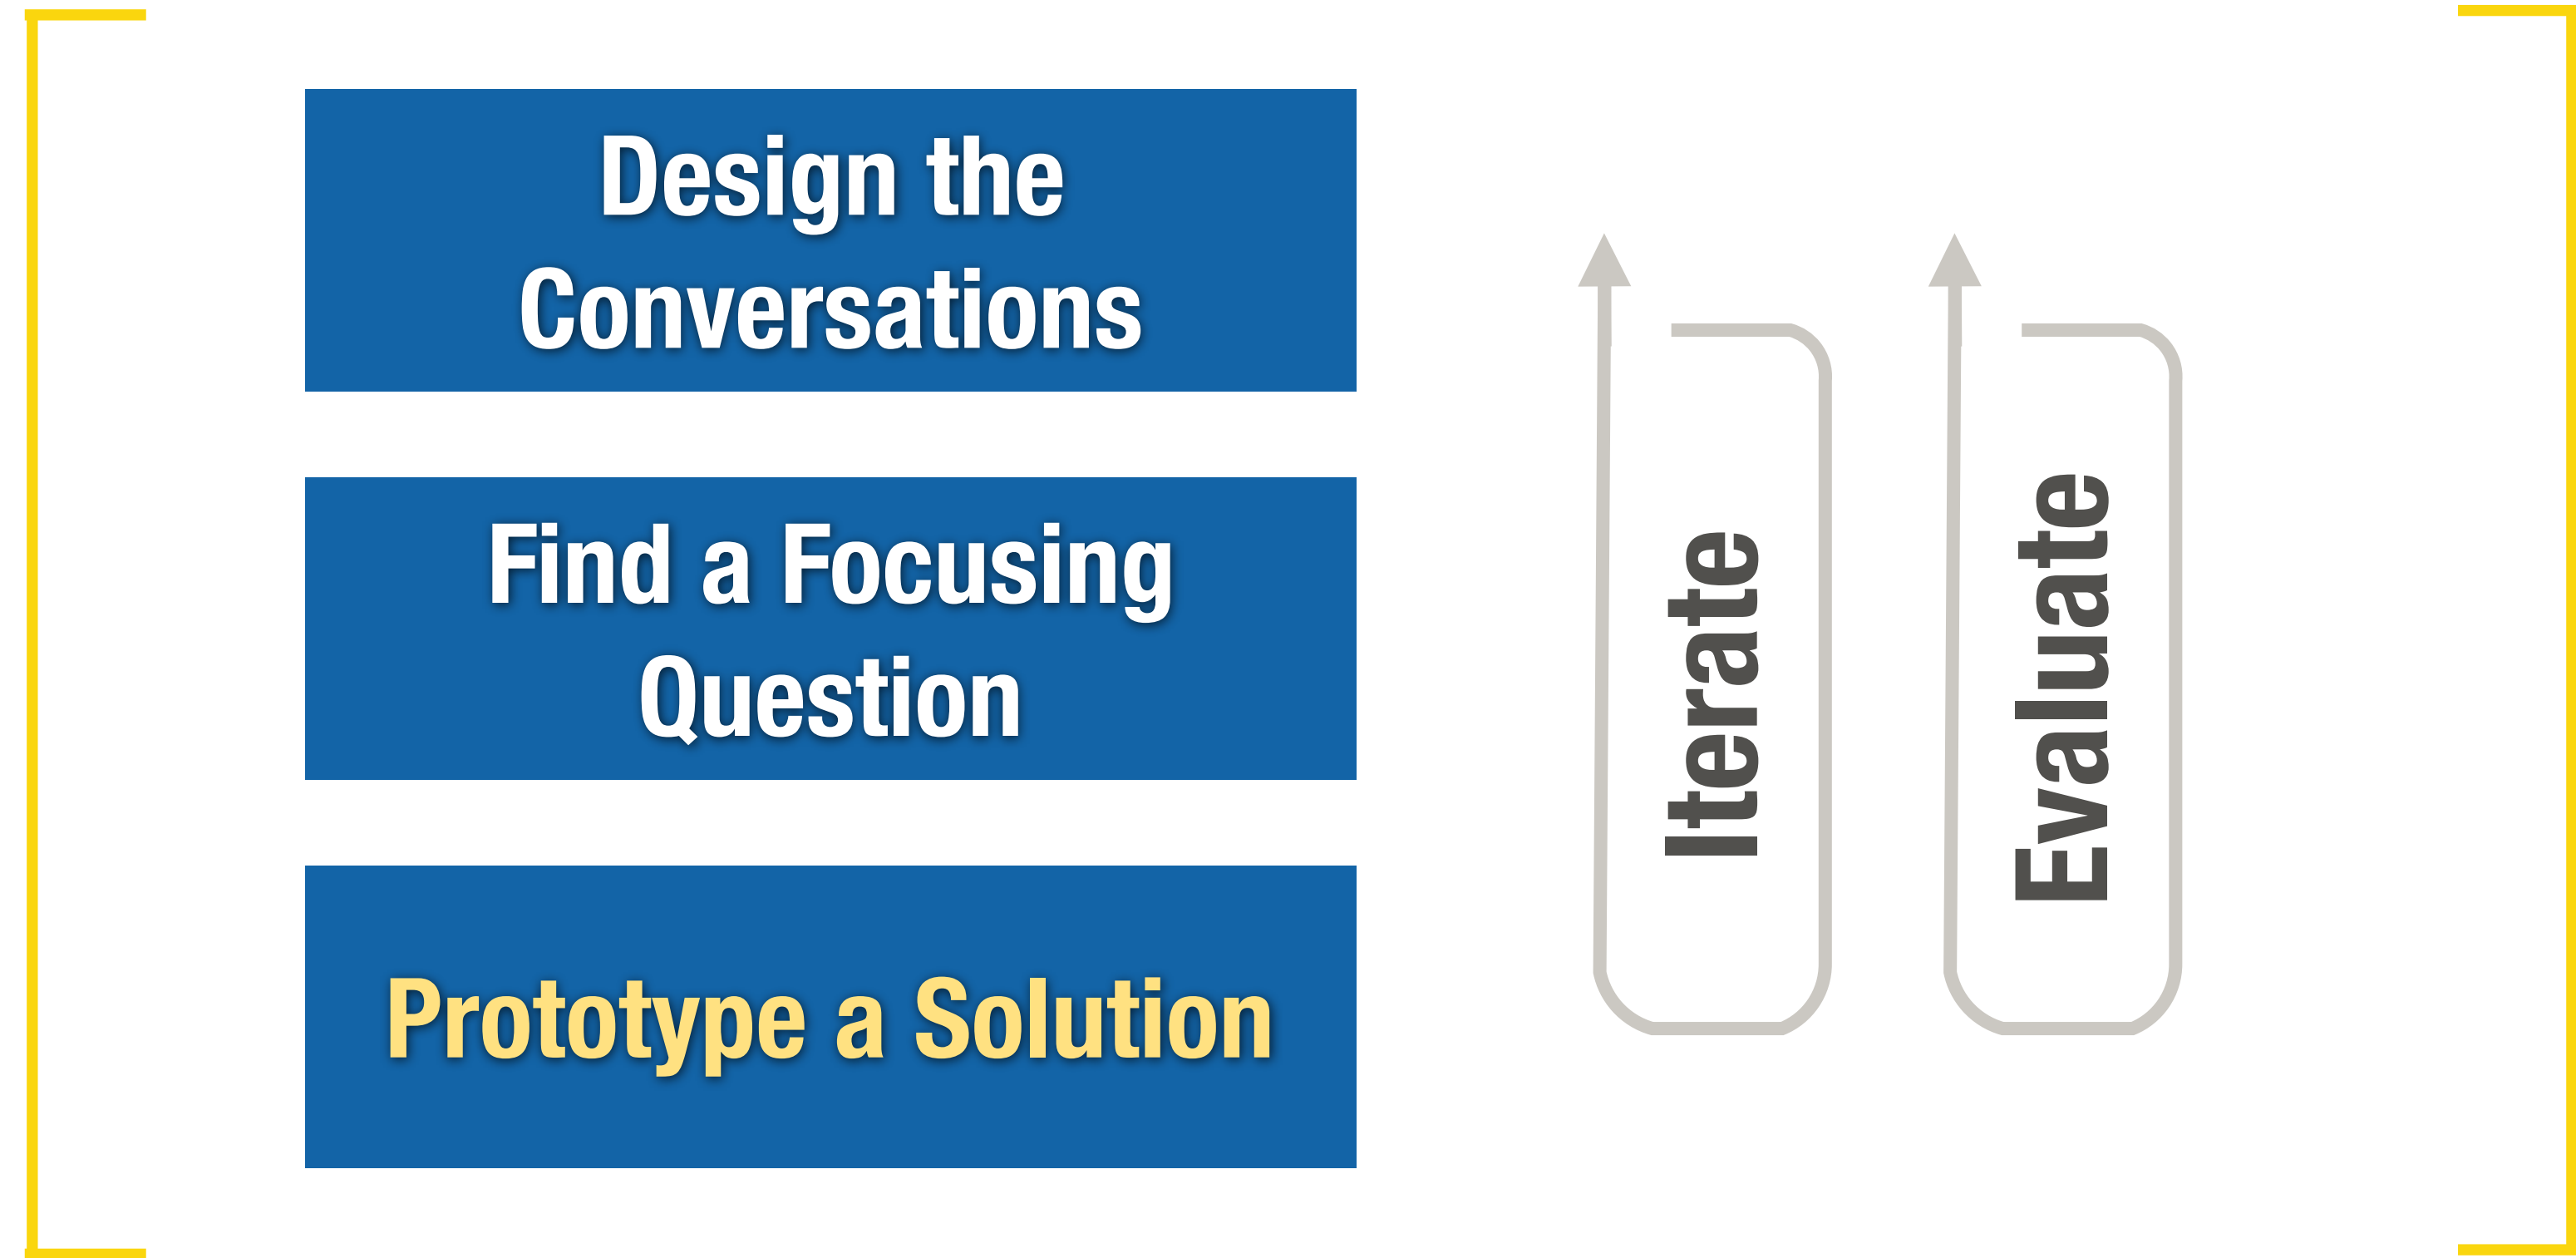 Design the
Conversations
Find a Focusing
Question
Prototype a Solution
Iterate
Evaluate